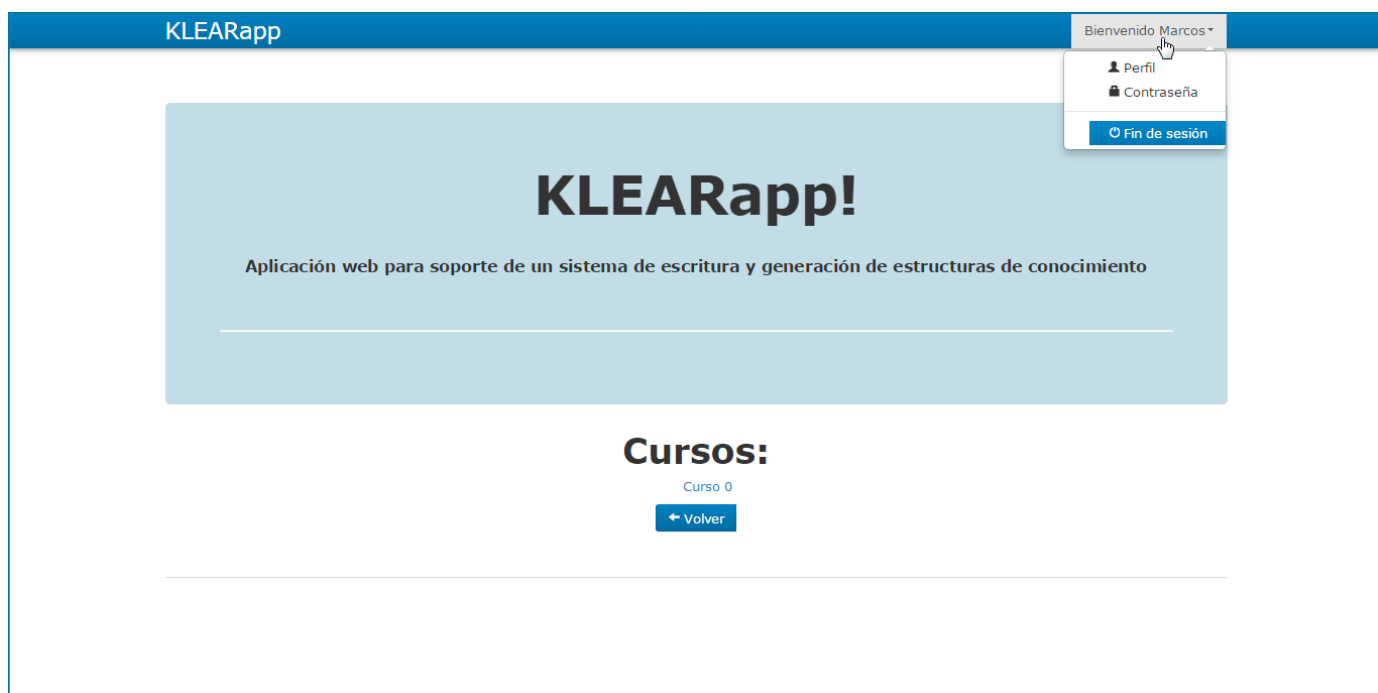 KLEARapp
Bienvenido Marcos
Perfil
Contraseña
Fin de sesión
KLEARapp!
Aplicación web para soporte de un sistema de escritura y generación de estructuras de conocimiento
Cursos:
Curso 0
Volver